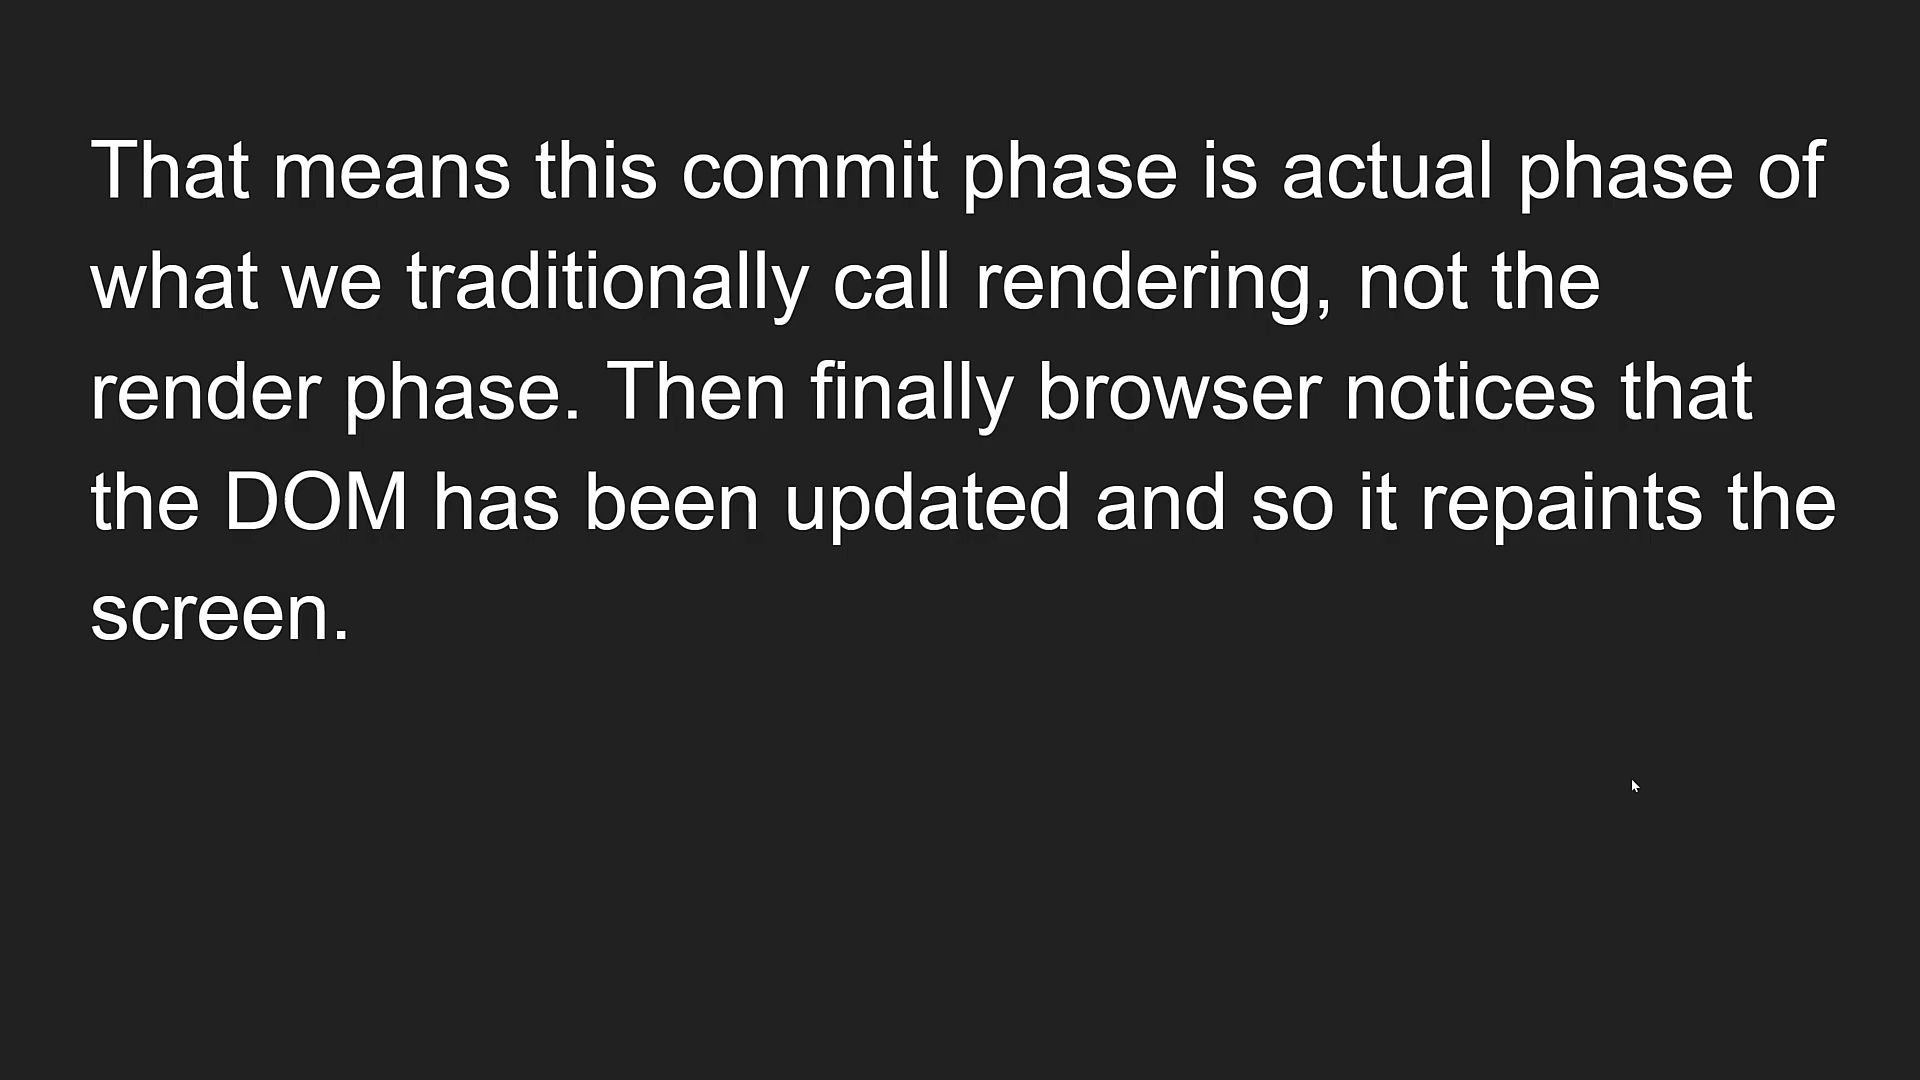 That means this commit phase is actual phase of
what we traditionally call rendering, not the
render phase. Then finally browser notices that
the DOM has been updated and so it repaints the
screen.